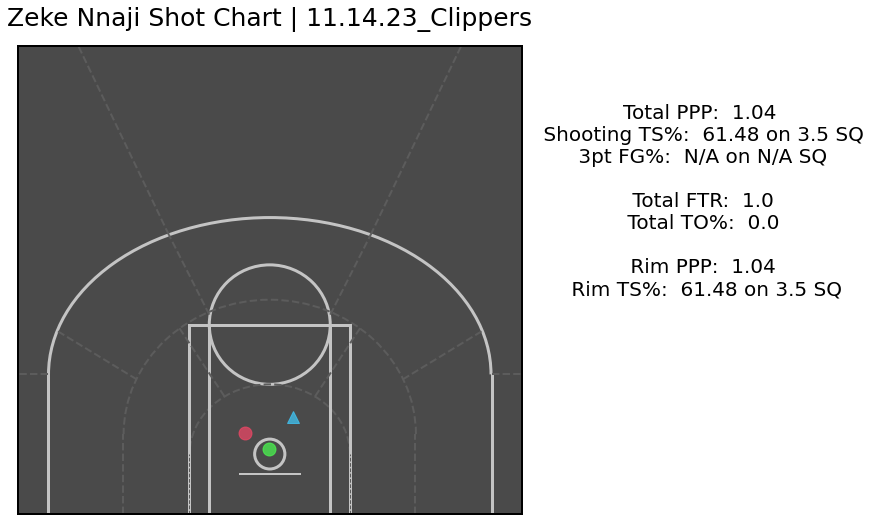 Zeke Nnaji Shot Chart | 11.14.23_Clippers
Total PPP:  1.04
Shooting TS%:  61.48 on 3.5 SQ
3pt FG%:  N/A on N/A SQ
Total FTR:  1.0
Total TO%:  0.0
Rim PPP:  1.04
Rim TS%:  61.48 on 3.5 SQ